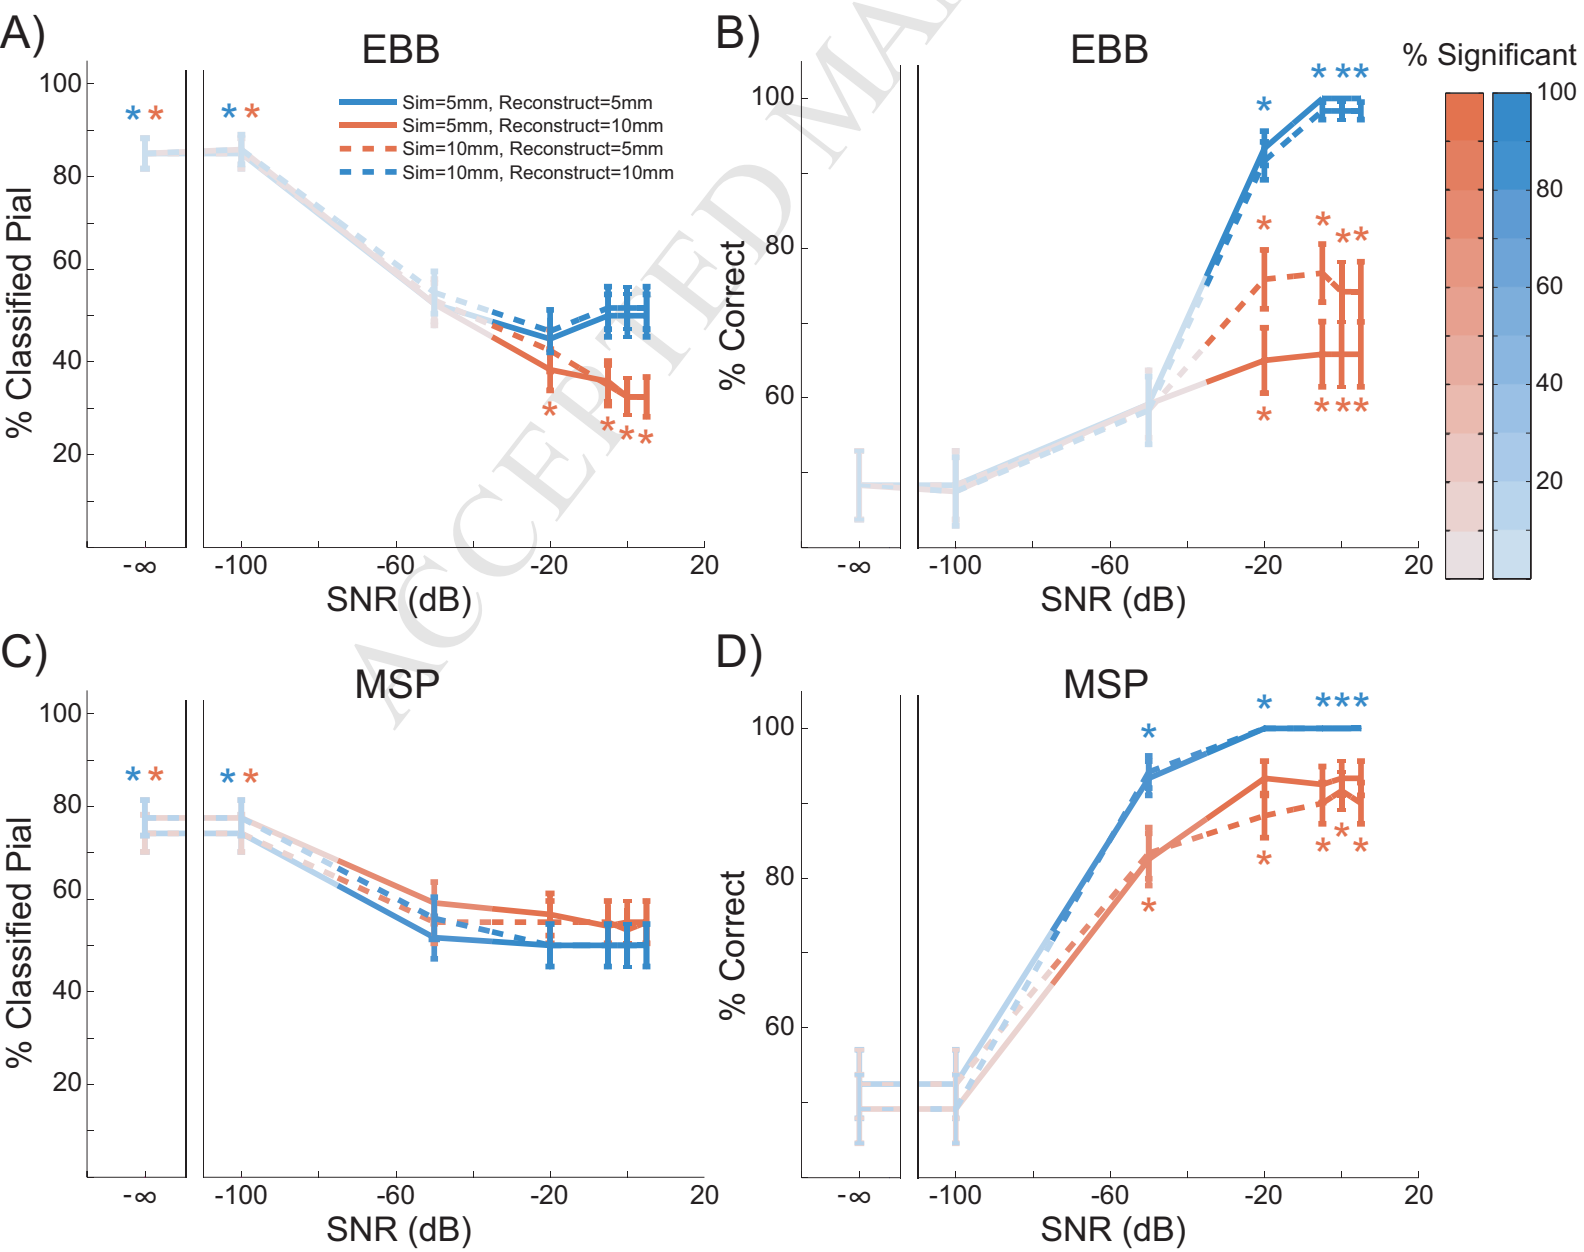 A)
EBB
% Classified Pial
100
80
60
40
20
* *
* *
Sim=5mm, Reconstruct=5mm
Sim=5mm, Reconstruct=10mm
Sim=10mm, Reconstruct=5mm
Sim=10mm, Reconstruct=10mm
*
* * *
-∞ -100 -60 -20 20
SNR (dB)
B)
EBB
% Correct
100
80
60
* * * *
* * * *
* * * *
-∞ -100 -60 -20 20
SNR (dB)
% Significant
100
80
60
40
20
C)
MSP
% Classified Pial
100
80
60
40
20
* *
* *
-∞ -100 -60 -20 20
SNR (dB)
D)
MSP
% Correct
100
80
60
* * * * *
* * * * *
-∞ -100 -60 -20 20
SNR (dB)
ACCEPTED MA